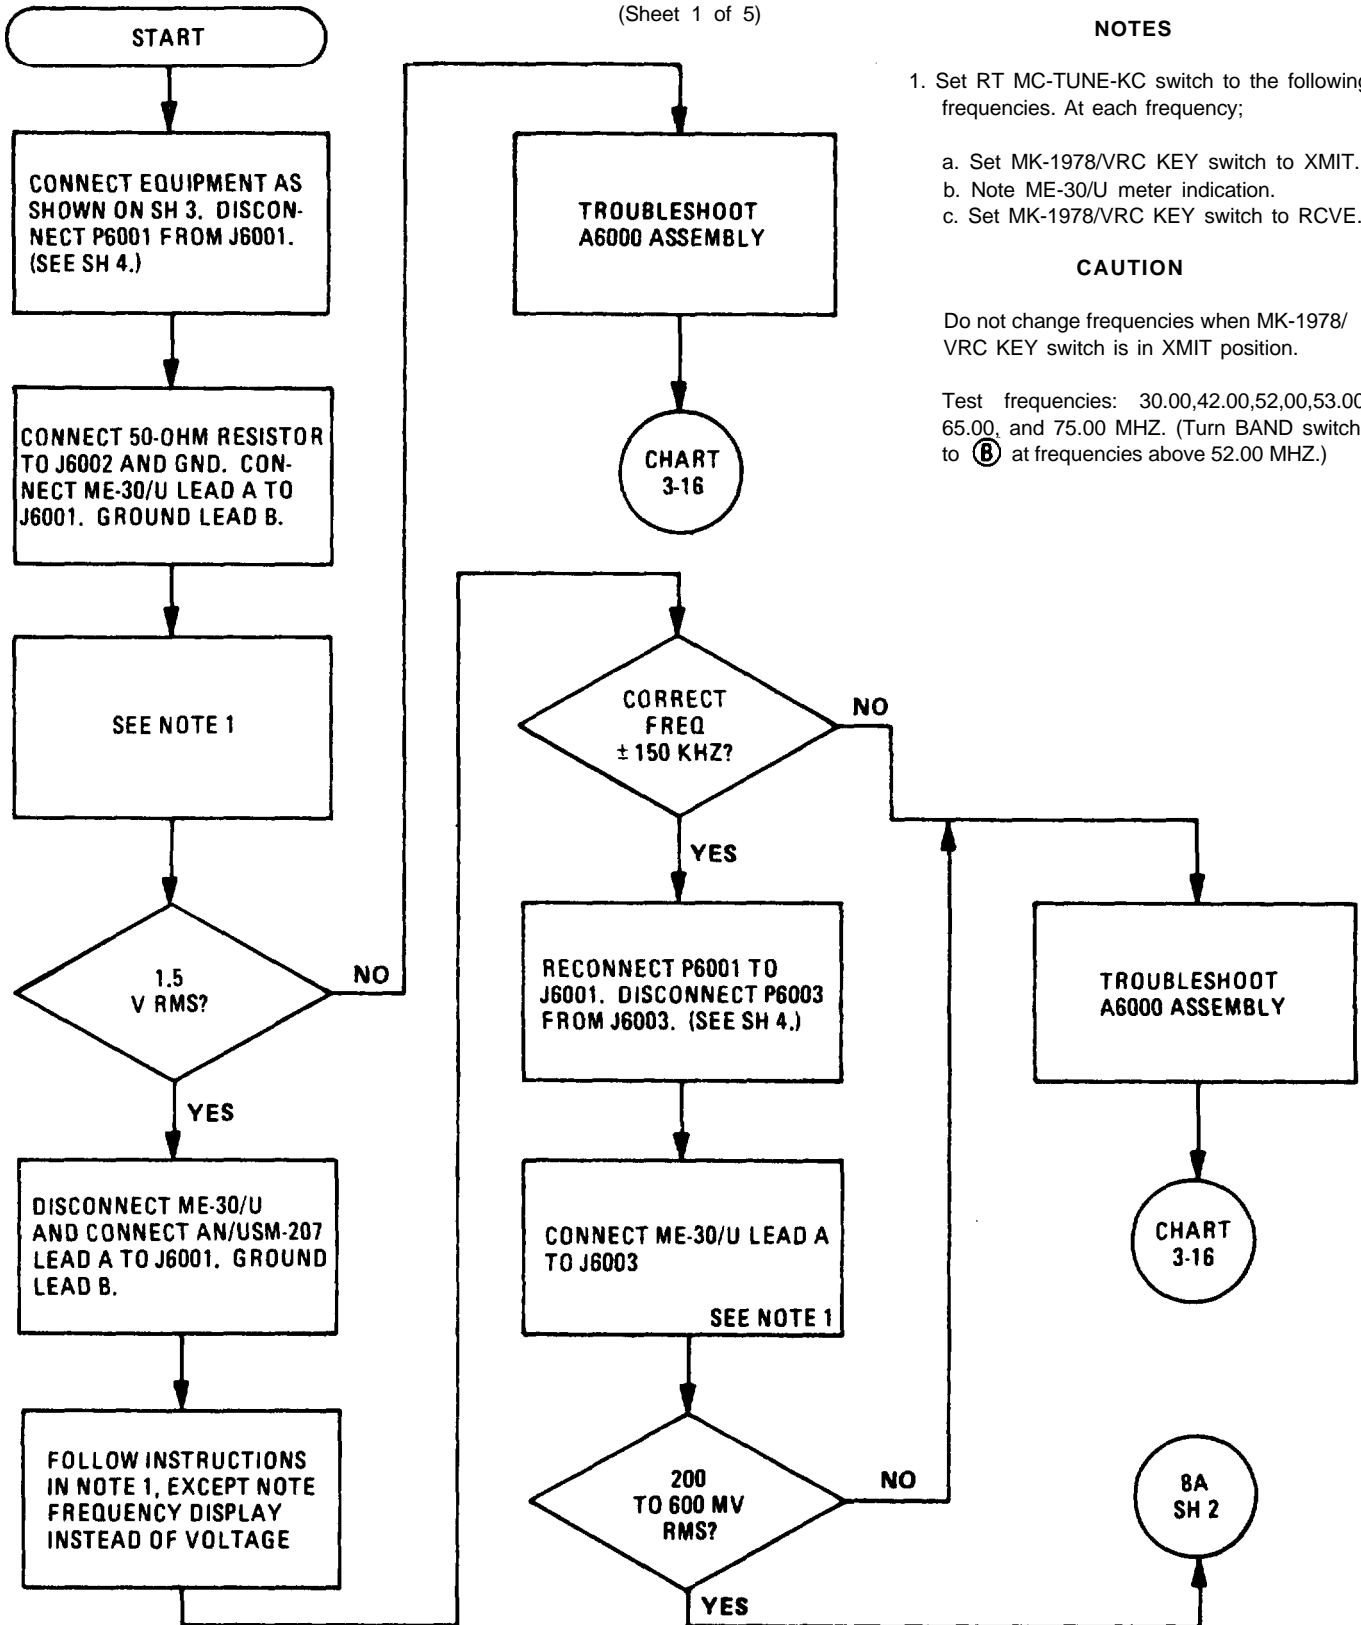 (Sheet 1 of 5)
START
CONNECT EQUIPMENT AS
SHOWN ON SH 3. DISCON-
NECT P6001 FROM J6001.
(SEE SH 4.)
CONNECT 50-OHM RESISTOR
TO J6002 AND GND. CON-
NECT ME-30/U LEAD A TO
J6001. GROUND LEAD B.
SEE NOTE 1
1.5
V RMS?
NO
YES
DISCONNECT ME-30/U
AND CONNECT AN/USM-207
LEAD A TO J6001. GROUND
LEAD B.
FOLLOW INSTRUCTIONS
IN NOTE 1, EXCEPT NOTE
FREQUENCY DISPLAY
INSTEAD OF VOLTAGE
TROUBLESHOOT
A6000 ASSEMBLY
CHART
3-16
CORRECT
FREQ
± 150 KHZ?
NO
YES
RECONNECT P6001 TO
J6001. DISCONNECT P6003
FROM J6003. (SEE SH 4.)
CONNECT ME-30/U LEAD A
TO J6003
SEE NOTE 1
200
TO 600 MV
RMS?
NO
YES
NOTES
1. Set RT MC-TUNE-KC switch to the following
frequencies. At each frequency;
a. Set MK-1978/VRC KEY switch to XMIT.
b. Note ME-30/U meter indication.
c. Set MK-1978/VRC KEY switch to RCVE.
CAUTION
Do not change frequencies when MK-1978/
VRC KEY switch is in XMIT position.
Test frequencies: 30.00,42.00,52,00,53.00
65.00, and 75.00 MHZ. (Turn BAND switch
to Ⓑ at frequencies above 52.00 MHZ.)
TROUBLESHOOT
A6000 ASSEMBLY
CHART
3-16
8A
SH 2